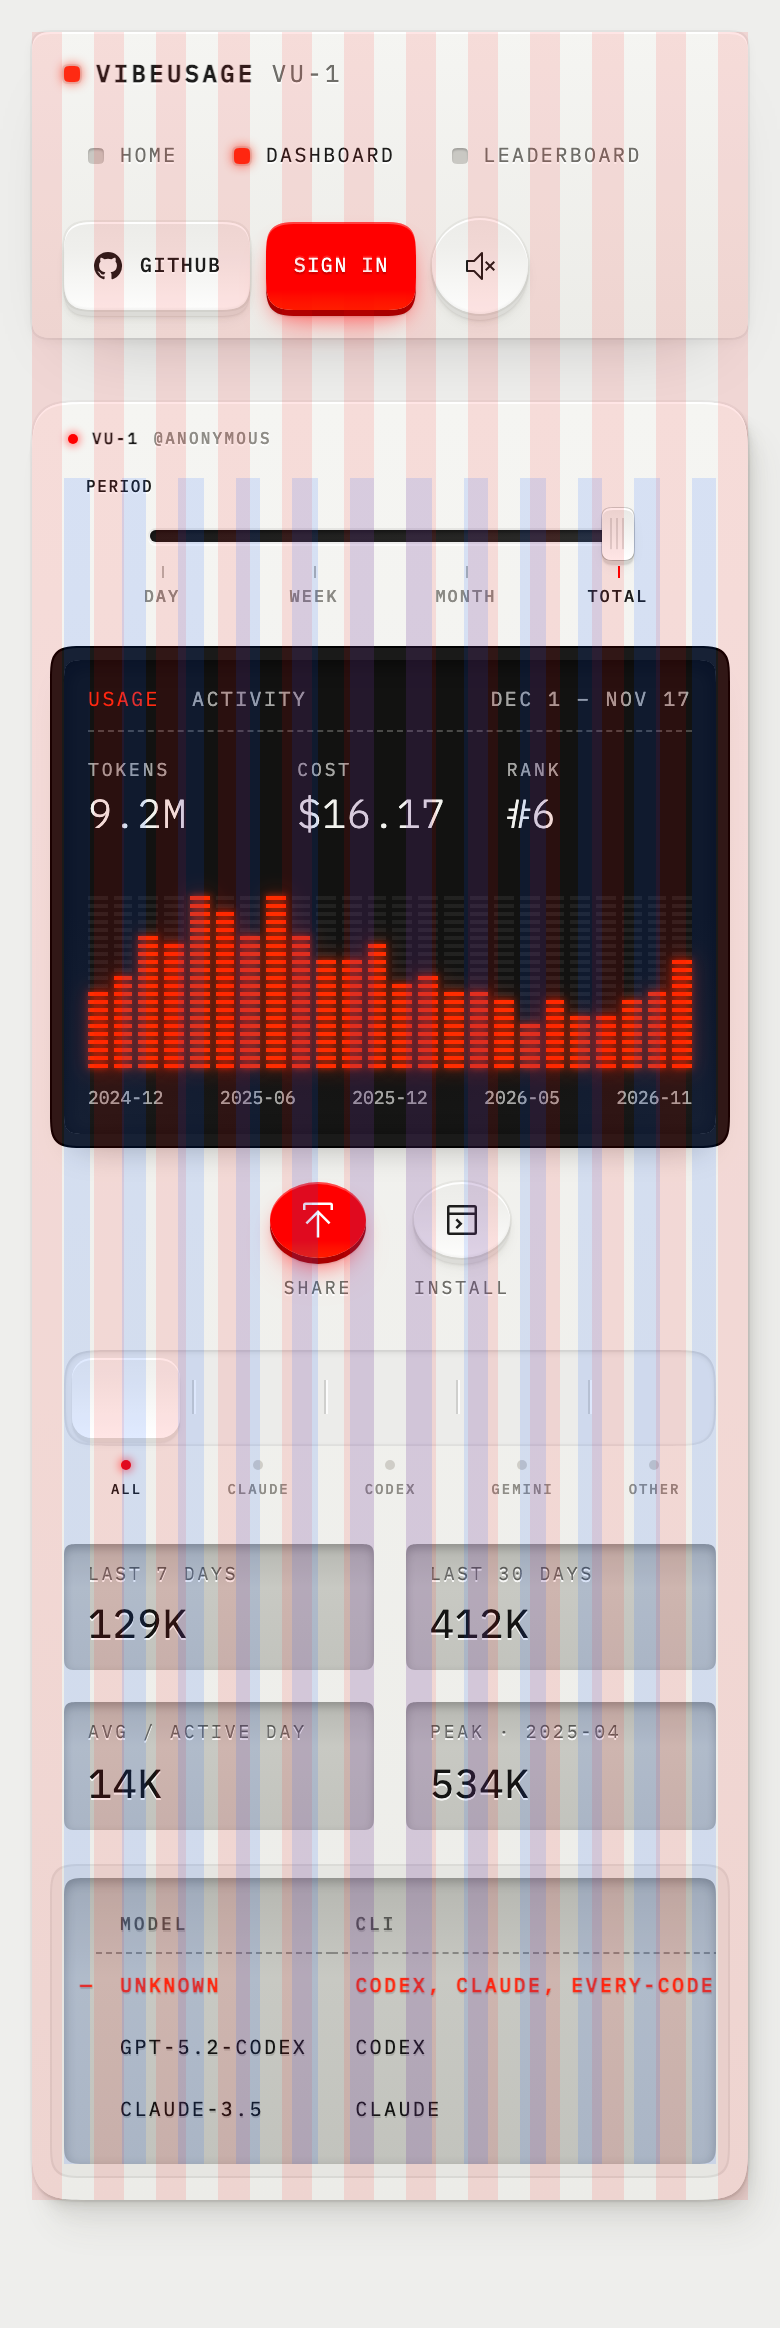 VIBEUSAGE VU-1
HOME DASHBOARD LEADERBOARD
GITHUB SIGN IN
VU-1 @ANONYMOUS
PERIOD
DAY WEEK MONTH TOTAL
USAGE ACTIVITY DEC 1 – NOV 17
TOKENS COST RANK
9.2M $16.17 #6
2024-12 2025-06 2025-12 2026-05 2026-11
SHARE INSTALL
ALL CLAUDE CODEX GEMINI OTHER
LAST 7 DAYS LAST 30 DAYS
129K 412K
AVG / ACTIVE DAY PEAK · 2025-04
14K 534K
MODEL CLI
– UNKNOWN CODEX, CLAUDE, EVERY-CODE
GPT-5.2-CODEX CODEX
CLAUDE-3.5 CLAUDE